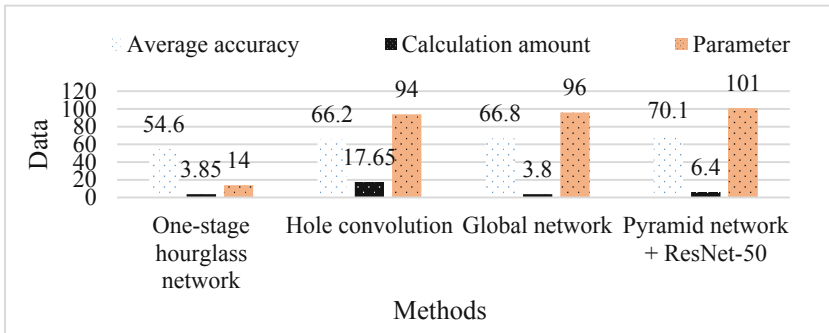 Average accuracy Calculation amount Parameter
120
100
80
60
40
20
0
Data
54.6
3.85
14
66.2
17.65
94
66.8
3.8
96
70.1
6.4
101
One-stage
hourglass
network
Hole convolution
Global network
Pyramid network
+ ResNet-50
Methods